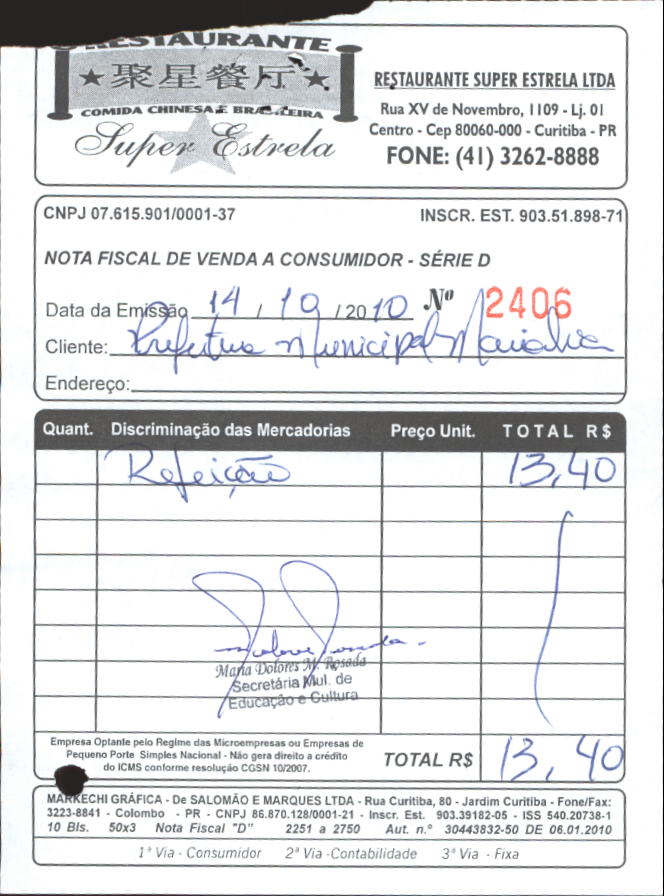 RESTAURANTE
聚星餐厅
COMIDA CHINESA E BRASILEIRA
Super Estrela
RESTAURANTE SUPER ESTRELA LTDA
Rua XV de Novembro, 1109 - Lj. 01
Centro - Cep 80060-000 - Curitiba - PR
FONE: (41) 3262-8888
CNPJ 07.615.901/0001-37 INSCR. EST. 903.51.898-71
NOTA FISCAL DE VENDA A CONSUMIDOR - SÉRIE D
Data da Emissão 14 / 10 / 2010 Nº 2406
Cliente: Prefeitura Municipal Marialva
Endereço:
Quant. Discriminação das Mercadorias Preço Unit. TOTAL R$
Refeição 13,40
Maria Dolores M. Rosada
Secretária Mul. de
Educação e Cultura
Empresa Optante pelo Regime das Microempresas ou Empresas de
Pequeno Porte Simples Nacional - Não gera direito a crédito
do ICMS conforme resolução CGSN 10/2007.
TOTAL R$ 13,40
MARKECHI GRÁFICA - De SALOMÃO E MARQUES LTDA - Rua Curitiba, 80 - Jardim Curitiba - Fone/Fax:
3223-8841 - Colombo - PR - CNPJ 86.870.128/0001-21 - Inscr. Est. 903.39182-05 - ISS 540.20738-1
10 Bls. 50x3 Nota Fiscal "D" 2251 a 2750 Aut. n.º 30443832-50 DE 06.01.2010
1ª Via - Consumidor 2ª Via - Contabilidade 3ª Via - Fixa